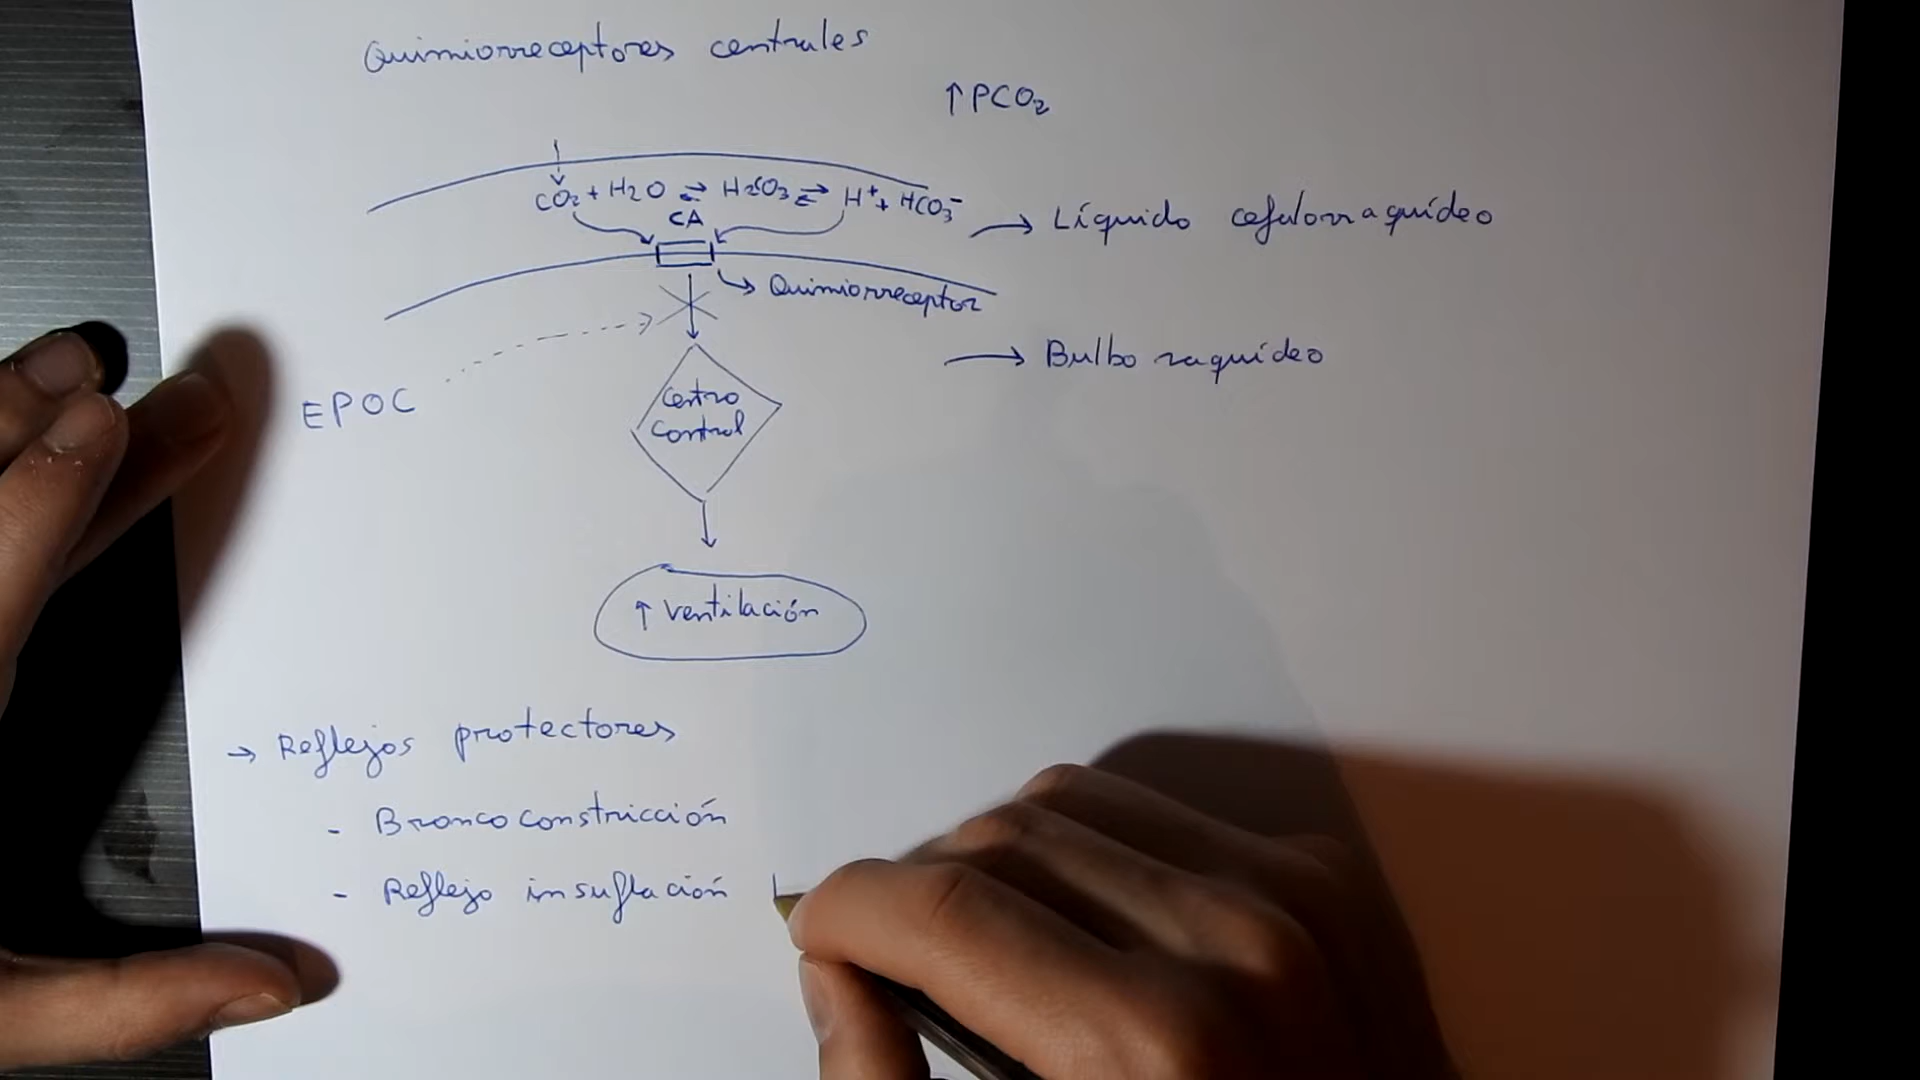 Quimiorreceptores centrales
↑PCO₂
CO₂ + H₂O ⇄ H₂CO₃ ⇄ H⁺ + HCO₃⁻
CA
→ Líquido cefalorraquídeo
→ Quimiorreceptor
→ Bulbo raquídeo
EPOC
Centro
Control
↑ Ventilación
→ Reflejos protectores
- Broncoconstricción
- Reflejo insuflación